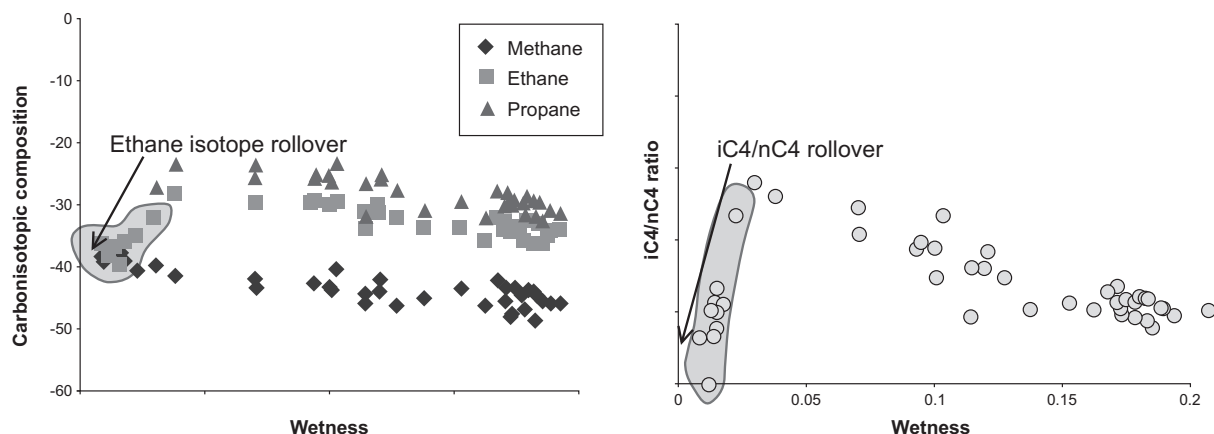 0
-10
-20
-30
-40
-50
-60
Carbonisotopic composition
Methane
Ethane
Propane
Ethane isotope rollover
Wetness
iC4/nC4 ratio
iC4/nC4 rollover
0
0.05
0.1
0.15
0.2
Wetness